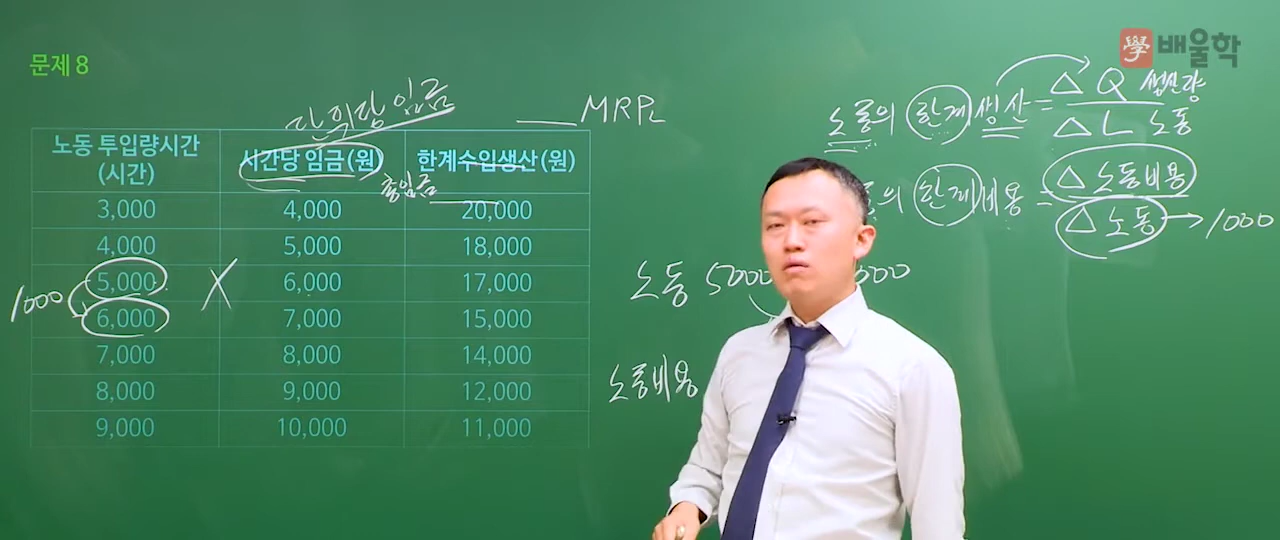 學 배울학
문제 8
단위당 임금
MRP_L
노동 투입량시간 (시간) 시간당 임금(원) 한계수입생산(원)
총임금
3,000 4,000 20,000
4,000 5,000 18,000
5,000 6,000 17,000
6,000 7,000 15,000
7,000 8,000 14,000
8,000 9,000 12,000
9,000 10,000 11,000
1000 X
노동의 한계생산 = △Q 생산량
△L 노동
의 한계비용 = △노동비용
△노동 → 1000
노동 5000
노동비용